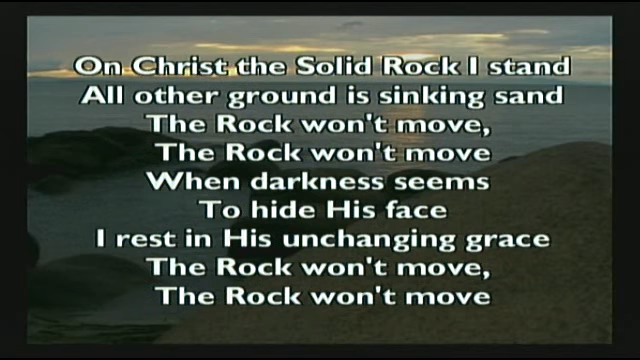 On Christ the Solid Rock I stand
All other ground is sinking sand
The Rock won't move,
The Rock won't move
When darkness seems
To hide His face
I rest in His unchanging grace
The Rock won't move,
The Rock won't move